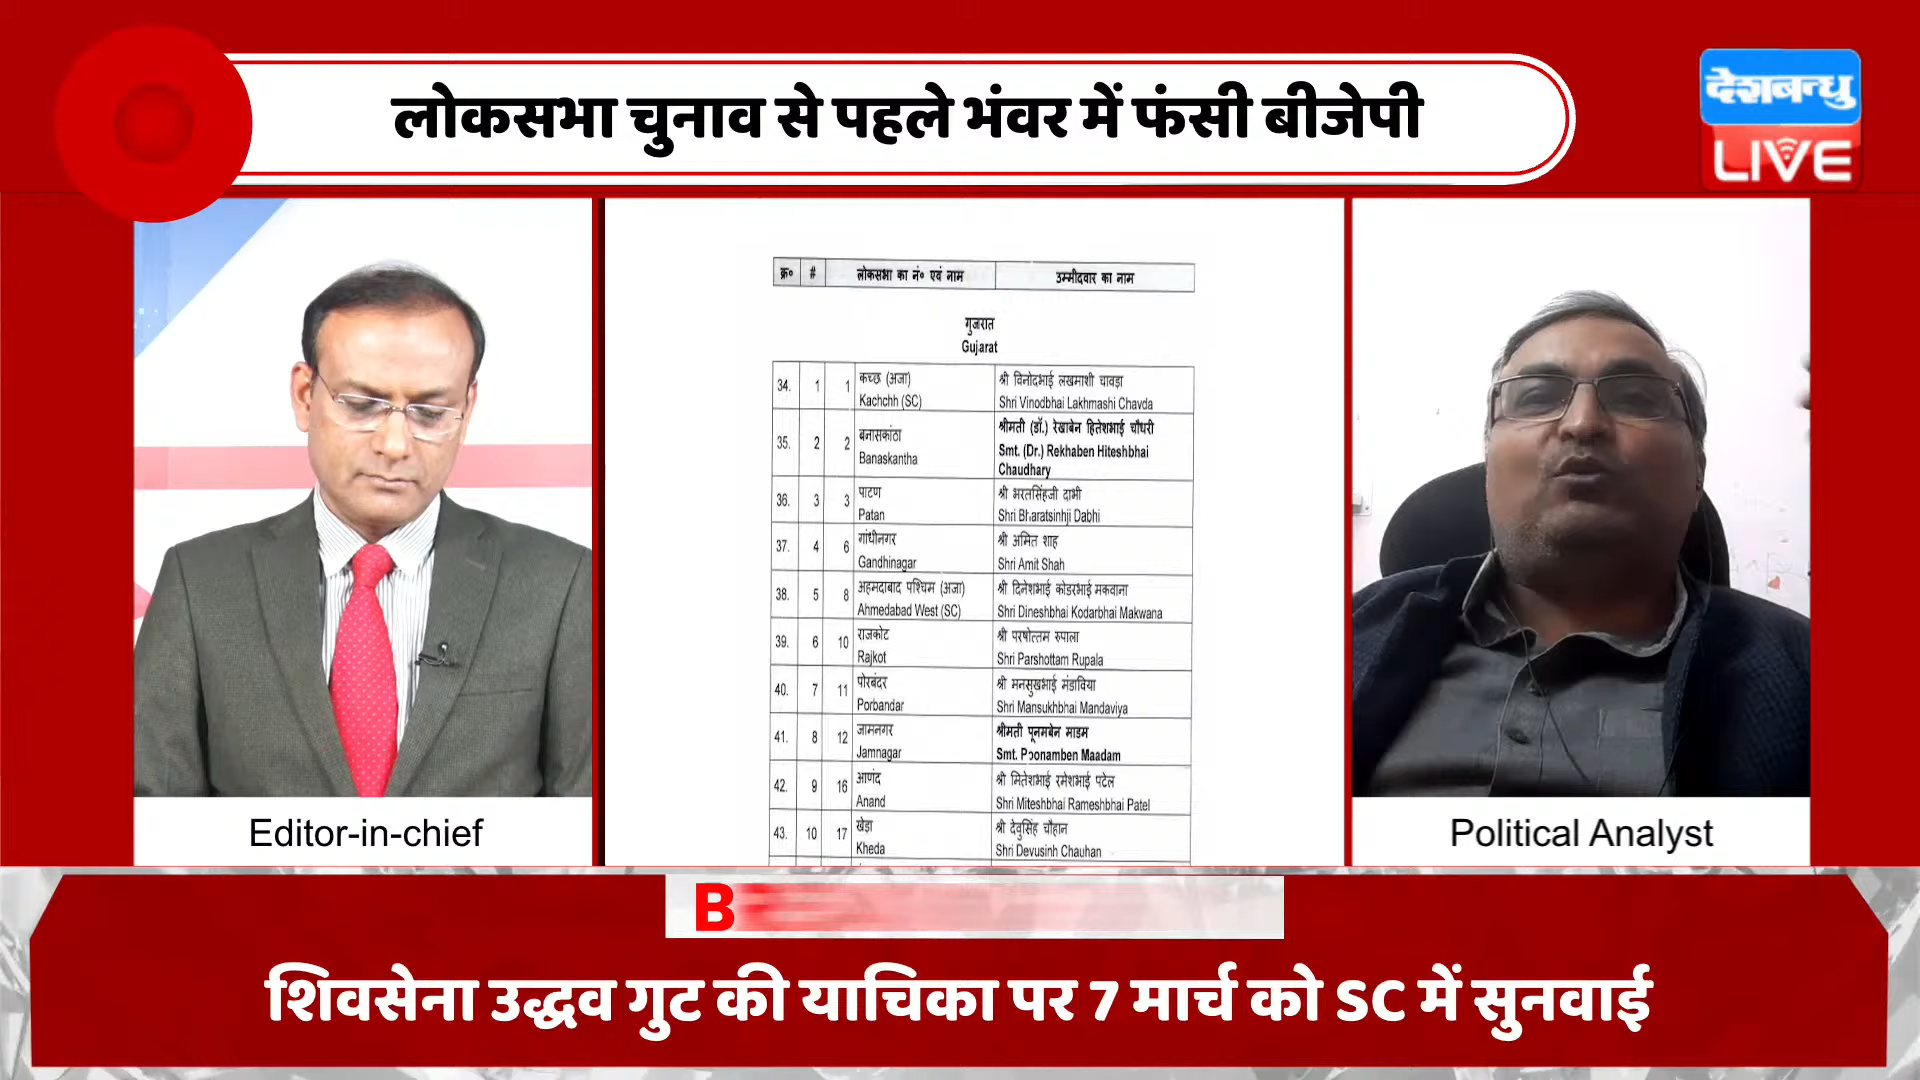 लोकसभा चुनाव से पहले भंवर में फंसी बीजेपी
देशबन्धु
LIVE
क्र० # लोकसभा का नं० एवं नाम उम्मीदवार का नाम
गुजरात
Gujarat
34. 1 1 कच्छ (अजा) श्री विनोदभाई लखमाशी चावड़ा
Kachchh (SC) Shri Vinodbhai Lakhmashi Chavda
35. 2 2 बनासकांठा श्रीमती (डॉ.) रेखाबेन हितेशभाई चौधरी
Banaskantha Smt. (Dr.) Rekhaben Hiteshbhai
Chaudhary
36. 3 3 पाटण श्री भरतसिंहजी दाभी
Patan Shri Bharatsinhji Dabhi
37. 4 6 गांधीनगर श्री अमित शाह
Gandhinagar Shri Amit Shah
38. 5 8 अहमदाबाद पश्चिम (अजा) श्री दिनेशभाई कोडरभाई मकवाना
Ahmedabad West (SC) Shri Dineshbhai Kodarbhai Makwana
39. 6 10 राजकोट श्री परषोत्तम रुपाला
Rajkot Shri Parshottam Rupala
40. 7 11 पोरबंदर श्री मनसुखभाई मंडाविया
Porbandar Shri Mansukhbhai Mandaviya
41. 8 12 जामनगर श्रीमती पूनमबेन माडम
Jamnagar Smt. Poonamben Maadam
42. 9 16 आणंद श्री मितेशभाई रमेशभाई पटेल
Anand Shri Miteshbhai Rameshbhai Patel
43. 10 17 खेड़ा श्री देवुसिंह चौहान
Kheda Shri Devusinh Chauhan
Editor-in-chief
Political Analyst
B
शिवसेना उद्धव गुट की याचिका पर 7 मार्च को SC में सुनवाई